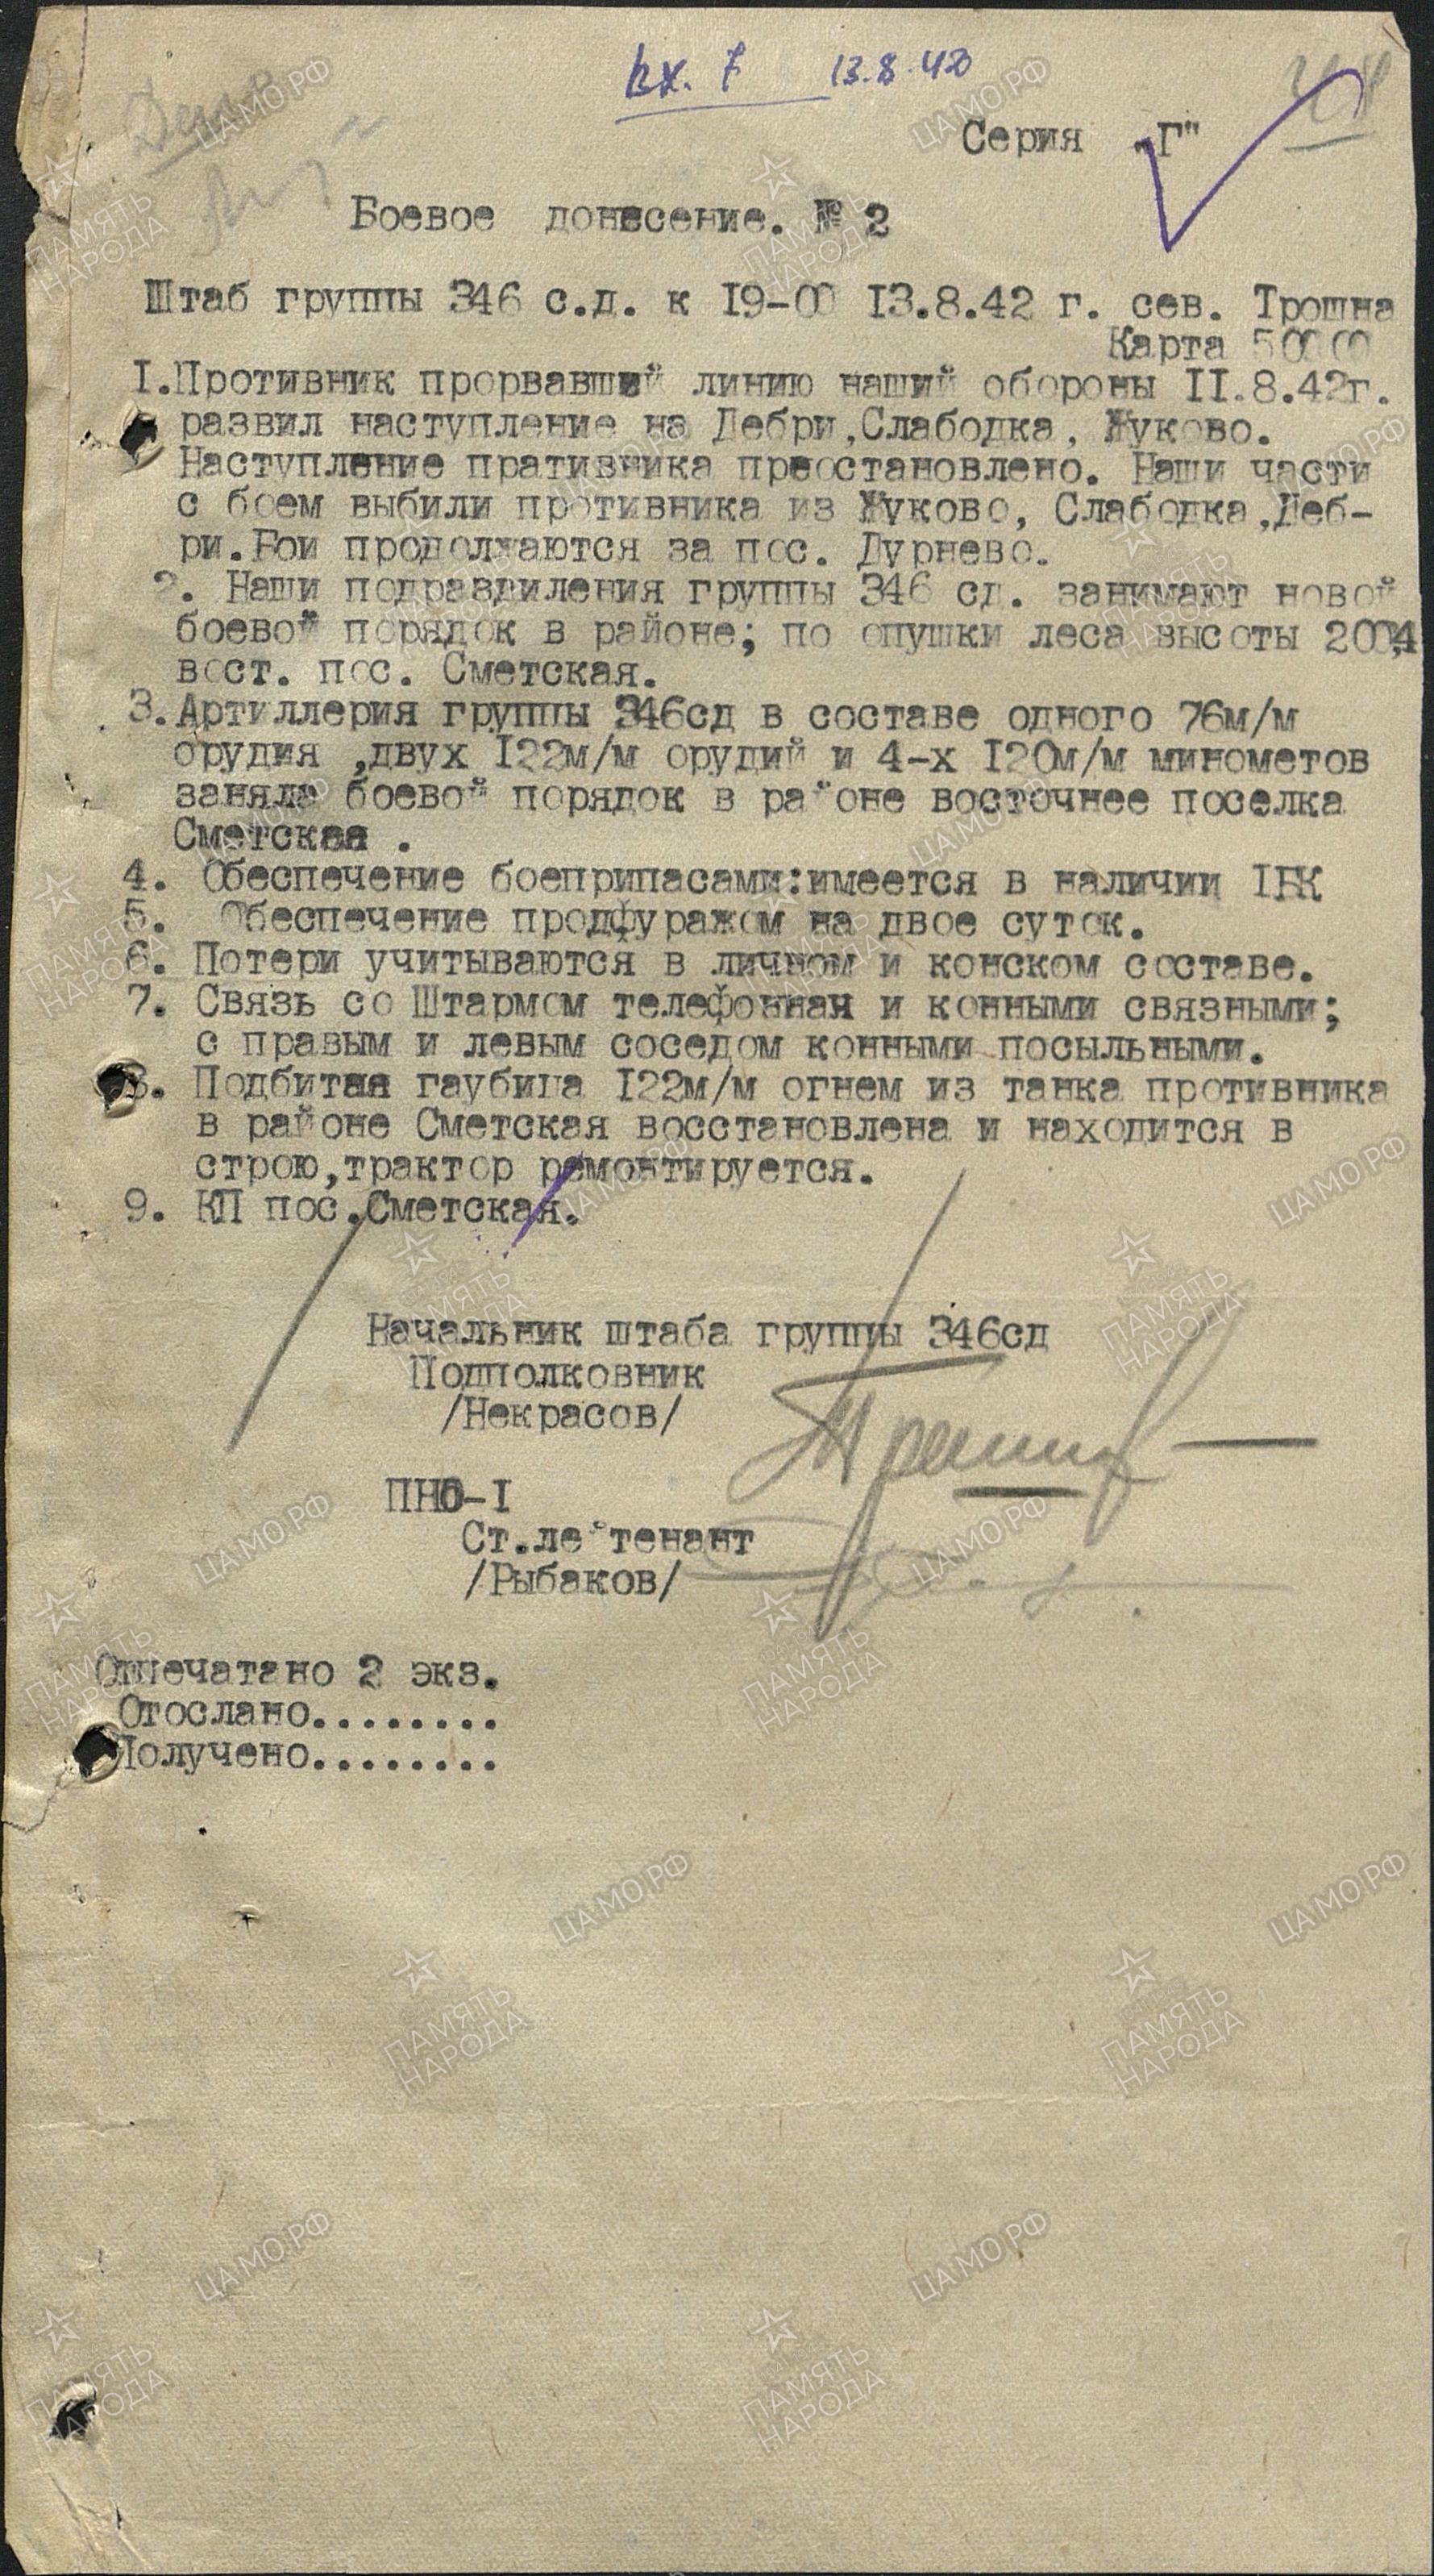 вх. 7 13.8.42
Дело
Серия „Г"
Боевое донесение. № 2
Штаб группы 346 с.д. к 19-00 13.8.42 г. сев. Трошна
Карта 50000
1.Противник прорвавший линию наший обороны 11.8.42г.
развил наступление на Дебри,Слабодка, Жуково.
Наступление пративника преостановлено. Наши части
с боем выбили противника из Жуково, Слабодка,Деб-
ри.Бои продолжаются за пос. Дурнево.
2. Наши подраздиления группы 346 сд. занимают новой
боевой порядок в районе; по опушки леса высоты 200,4
вост. пос. Сметская.
3.Артиллерия группы 346сд в составе одного 76м/м
орудия ,двух 122м/м орудий и 4-х 120м/м минометов
заняла боевой порядок в районе восточнее поселка
Сметская .
4. Обеспечение боеприпасами:имеется в наличии 1БК
5. Обеспечение продфуражом на двое суток.
6. Потери учитываются в личном и конском составе.
7. Связь со Штармом телефонная и конными связными;
с правым и левым соседом конными посыльными.
8. Подбитая гаубица 122м/м огнем из танка противника
в районе Сметская восстановлена и находится в
строю,трактор ремонтируется.
9. КП пос.Сметская.
Начальник штаба группы 346сд
Подполковник
/Некрасов/
ПНО-1
Ст.лейтенант
/Рыбаков/
Отпечатано 2 экз.
Отослано........
Получено........